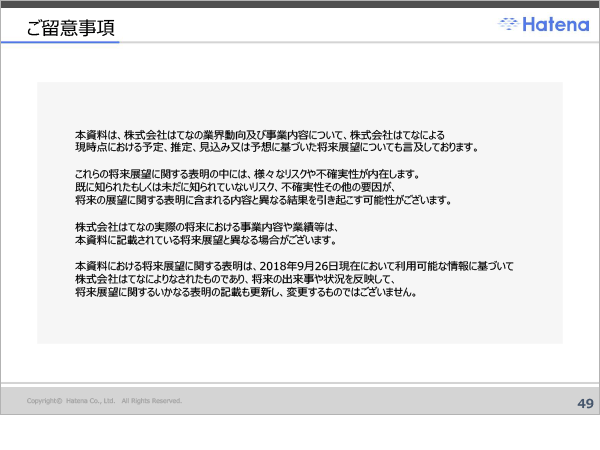 ご留意事項
Hatena
本資料は、株式会社はてなの業界動向及び事業内容について、株式会社はてなによる
現時点における予定、推定、見込み又は予想に基づいた将来展望についても言及しております。
これらの将来展望に関する表明の中には、様々なリスクや不確実性が内在します。
既に知られたもしくは未だに知られていないリスク、不確実性その他の要因が、
将来の展望に関する表明に含まれる内容と異なる結果を引き起こす可能性がございます。
株式会社はてなの実際の将来における事業内容や業績等は、
本資料に記載されている将来展望と異なる場合がございます。
本資料における将来展望に関する表明は、2018年9月26日現在において利用可能な情報に基づいて
株式会社はてなによりなされたものであり、将来の出来事や状況を反映して、
将来展望に関するいかなる表明の記載も更新し、変更するものではございません。
Copyright© Hatena Co., Ltd. All Rights Reserved.
49